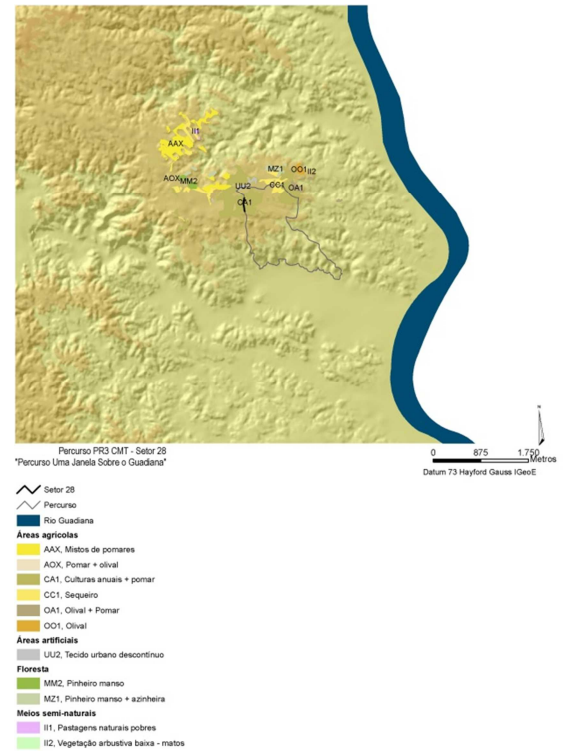 II1
AAX
MZ1 OO1 II2
AOX MM2
UU2 CC1 OA1
CA1
N
Percurso PR3 CMT - Setor 28
"Percurso Uma Janela Sobre o Guadiana"
0 875 1.750
Metros
Datum 73 Hayford Gauss IGeoE
Setor 28
Percurso
Rio Guadiana
Áreas agrícolas
AAX, Mistos de pomares
AOX, Pomar + olival
CA1, Culturas anuais + pomar
CC1, Sequeiro
OA1, Olival + Pomar
OO1, Olival
Áreas artificiais
UU2, Tecido urbano descontínuo
Floresta
MM2, Pinheiro manso
MZ1, Pinheiro manso + azinheira
Meios semi-naturais
II1, Pastagens naturais pobres
II2, Vegetação arbustiva baixa - matos